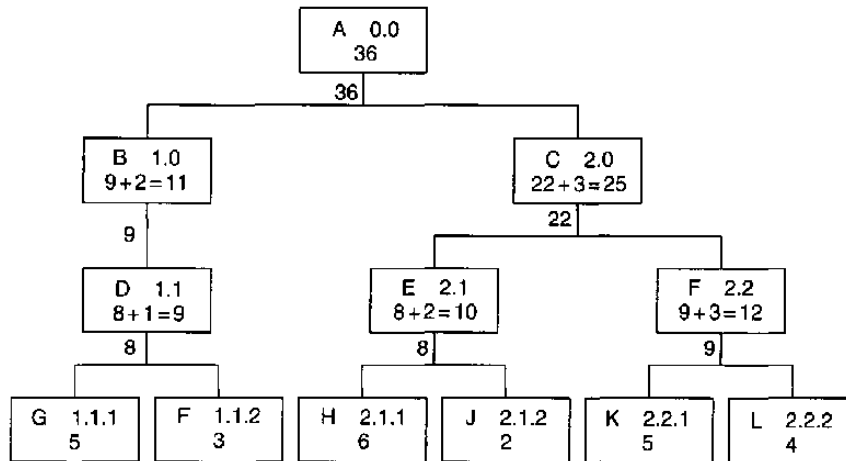 A 0.0
36
36
B 1.0
9+2=11
C 2.0
22+3=25
9
22
D 1.1
8+1=9
E 2.1
8+2=10
F 2.2
9+3=12
8
8
9
G 1.1.1
5
F 1.1.2
3
H 2.1.1
6
J 2.1.2
2
K 2.2.1
5
L 2.2.2
4